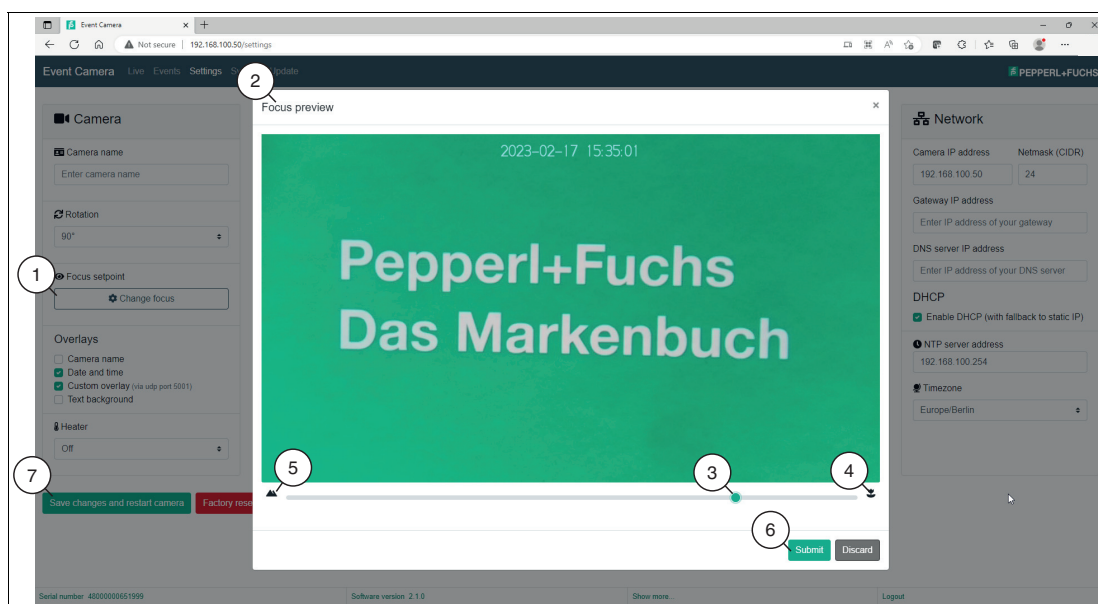 Event Camera
Not secure | 192.168.100.50/settings
Event Camera Live Events Settings Update
PEPPERL+FUCHS
2
Focus preview ×
Camera
Camera name
Enter camera name
Rotation
90°
1
Focus setpoint
Change focus
Overlays
Camera name
Date and time
Custom overlay (via udp port 5001)
Text background
Heater
Off
7
Save changes and restart camera Factory rese
2023-02-17 15:35:01
Pepperl+Fuchs
Das Markenbuch
5
3
4
6
Submit Discard
Network
Camera IP address Netmask (CIDR)
192.168.100.50 24
Gateway IP address
Enter IP address of your gateway
DNS server IP address
Enter IP address of your DNS server
DHCP
Enable DHCP (with fallback to static IP)
NTP server address
192.168.100.254
Timezone
Europe/Berlin
Serial number 48000000651999 Software version 2.1.0 Show more... Logout